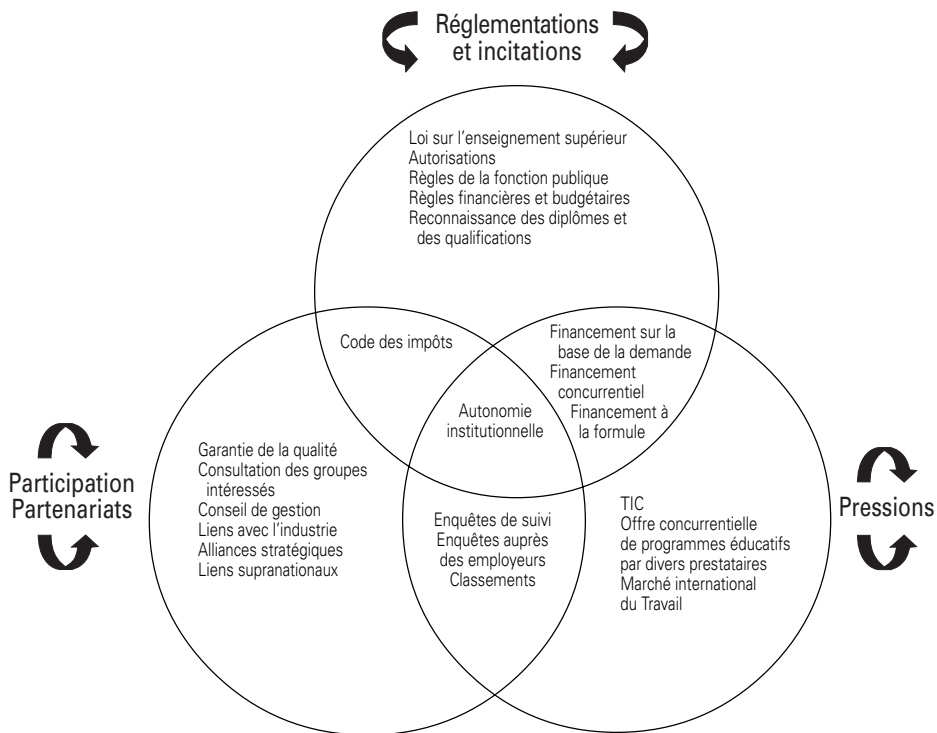 Réglementations
et incitations
Loi sur l'enseignement supérieur
Autorisations
Règles de la fonction publique
Règles financières et budgétaires
Reconnaissance des diplômes et
des qualifications
Code des impôts
Financement sur la
base de la demande
Financement
concurrentiel
Financement à
la formule
Autonomie
institutionnelle
Participation
Partenariats
Garantie de la qualité
Consultation des groupes
intéressés
Conseil de gestion
Liens avec l'industrie
Alliances stratégiques
Liens supranationaux
Enquêtes de suivi
Enquêtes auprès
des employeurs
Classements
TIC
Offre concurrentielle
de programmes éducatifs
par divers prestataires
Marché international
du Travail
Pressions